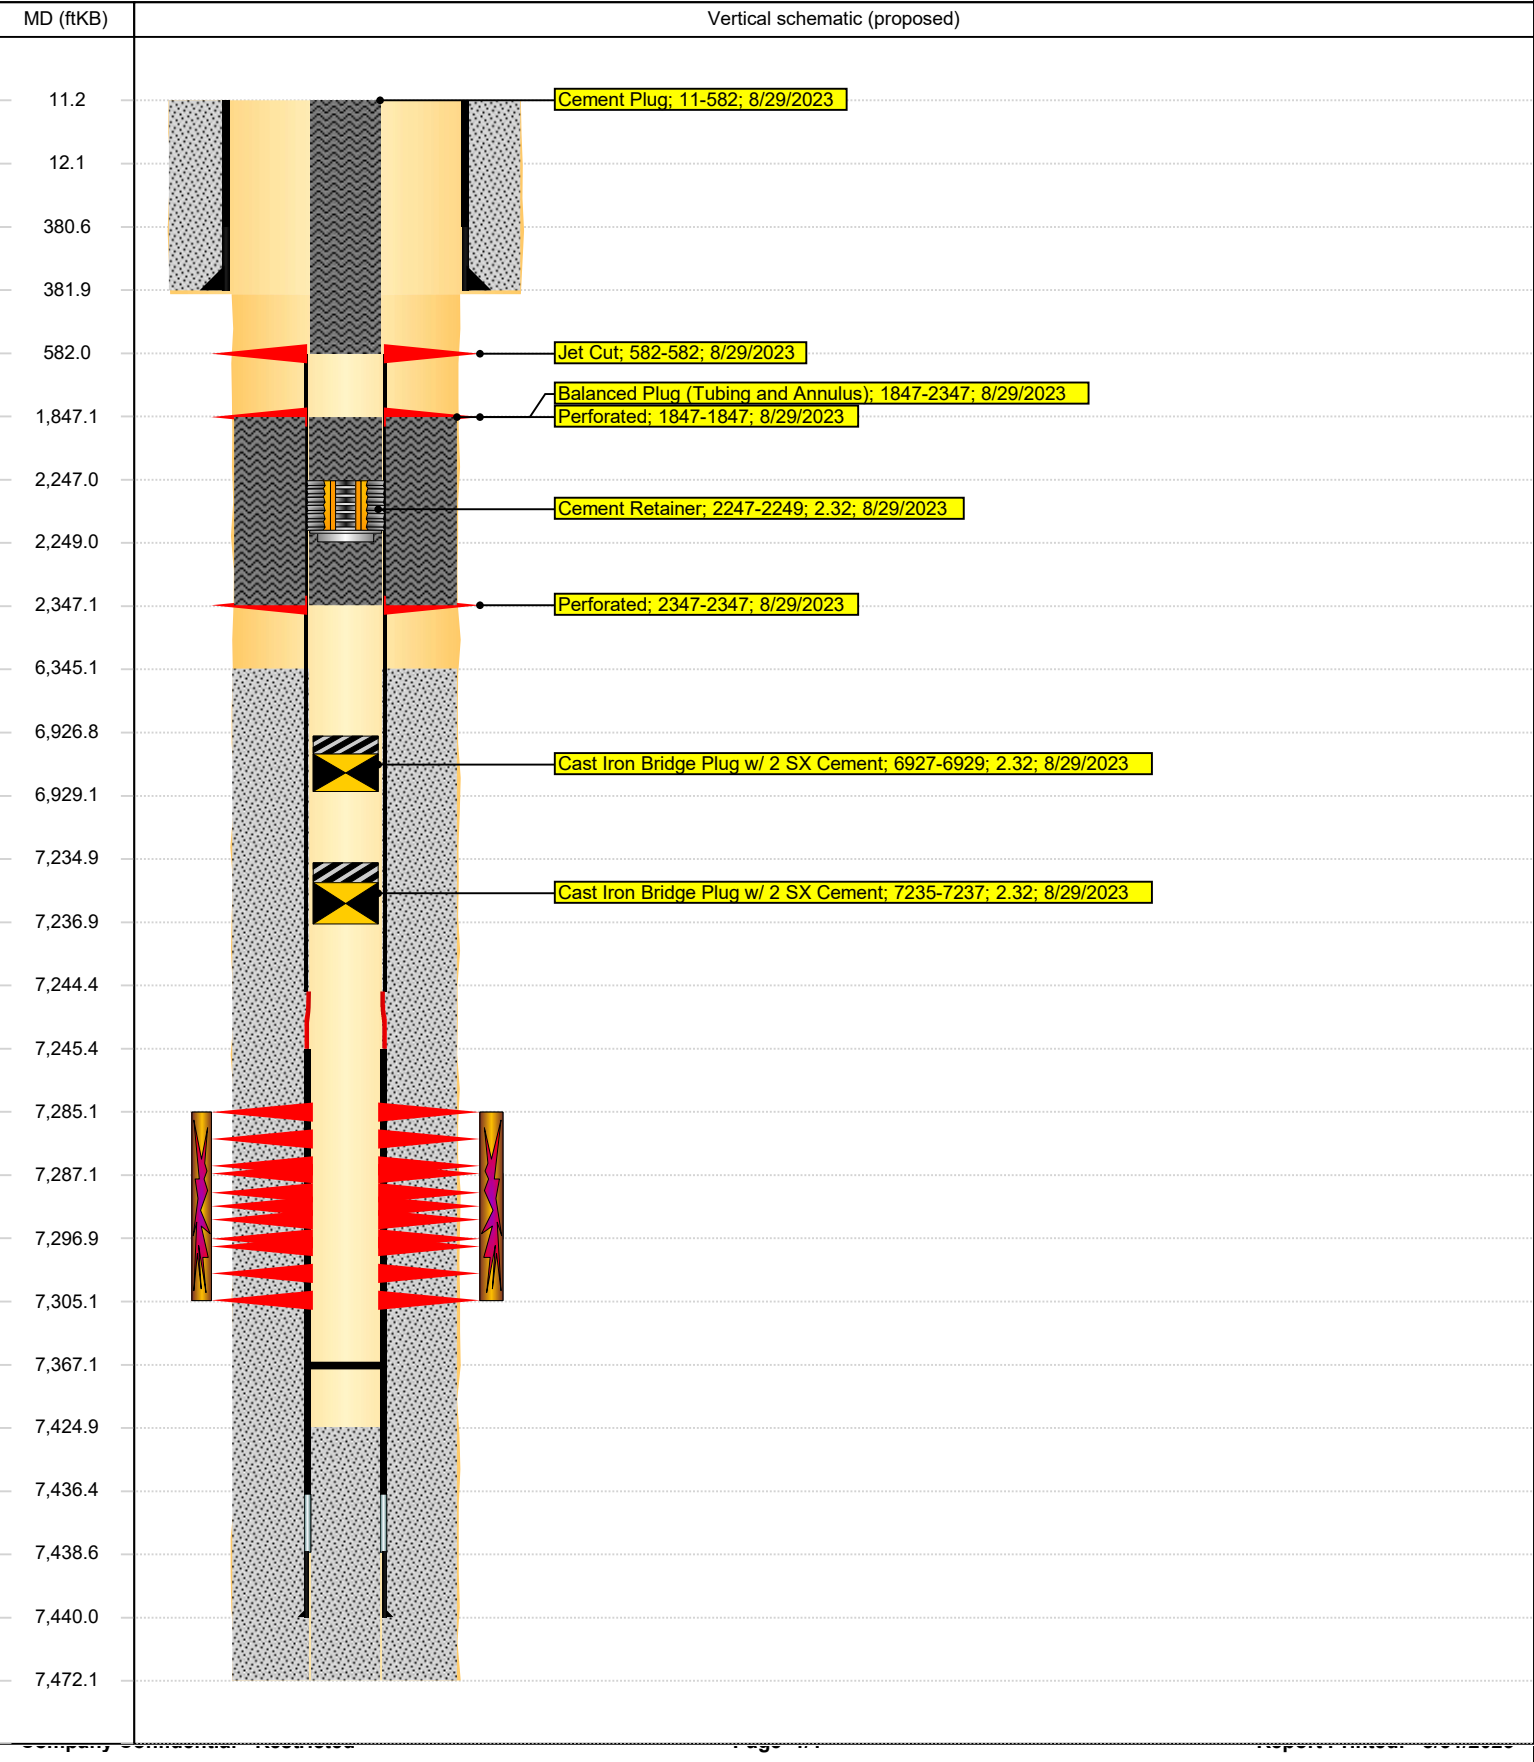 MD (ftKB)
Vertical schematic (proposed)
11.2
Cement Plug; 11-582; 8/29/2023
12.1
380.6
381.9
582.0
Jet Cut; 582-582; 8/29/2023
Balanced Plug (Tubing and Annulus); 1847-2347; 8/29/2023
1,847.1
Perforated; 1847-1847; 8/29/2023
2,247.0
Cement Retainer; 2247-2249; 2.32; 8/29/2023
2,249.0
2,347.1
Perforated; 2347-2347; 8/29/2023
6,345.1
6,926.8
Cast Iron Bridge Plug w/ 2 SX Cement; 6927-6929; 2.32; 8/29/2023
6,929.1
7,234.9
Cast Iron Bridge Plug w/ 2 SX Cement; 7235-7237; 2.32; 8/29/2023
7,236.9
7,244.4
7,245.4
7,285.1
7,287.1
7,296.9
7,305.1
7,367.1
7,424.9
7,436.4
7,438.6
7,440.0
7,472.1